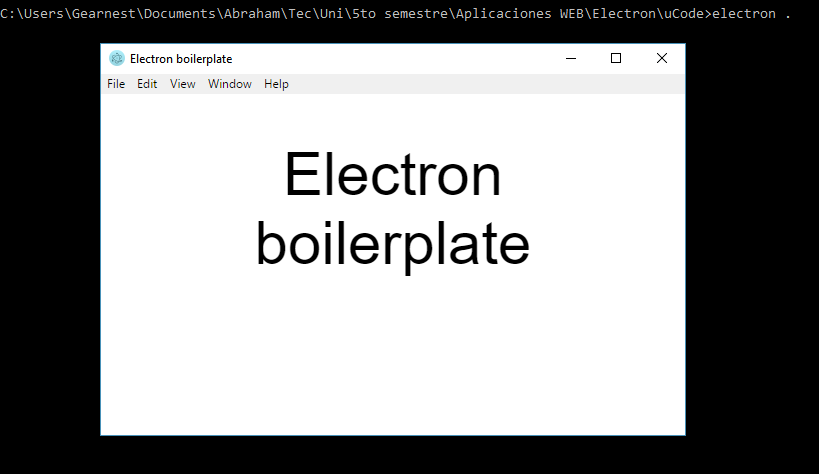 C:\Users\Gearnest\Documents\Abraham\Tec\Uni\5to semestre\Aplicaciones WEB\Electron\uCode>electron .
Electron boilerplate
File Edit View Window Help
Electron
boilerplate